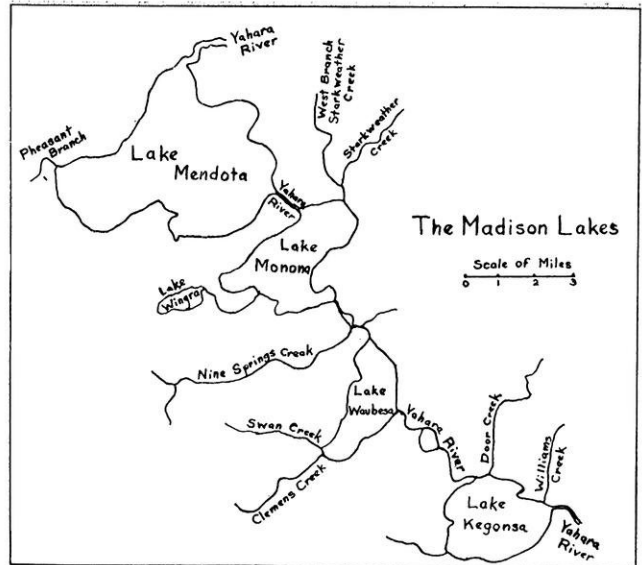 Yahara
River
West Branch
Starkweather
Creek
Starkweather
Creek
Pheasant
Branch
Lake
Mendota
Yahara
River
The Madison Lakes
Lake
Monona
Scale of Miles
0 1 2 3
Lake
Wingra
Nine Springs Creek
Lake
Waubesa
Swan Creek
Yahara
River
Door Creek
Williams
Creek
Clemens Creek
Lake
Kegonsa
Yahara
River